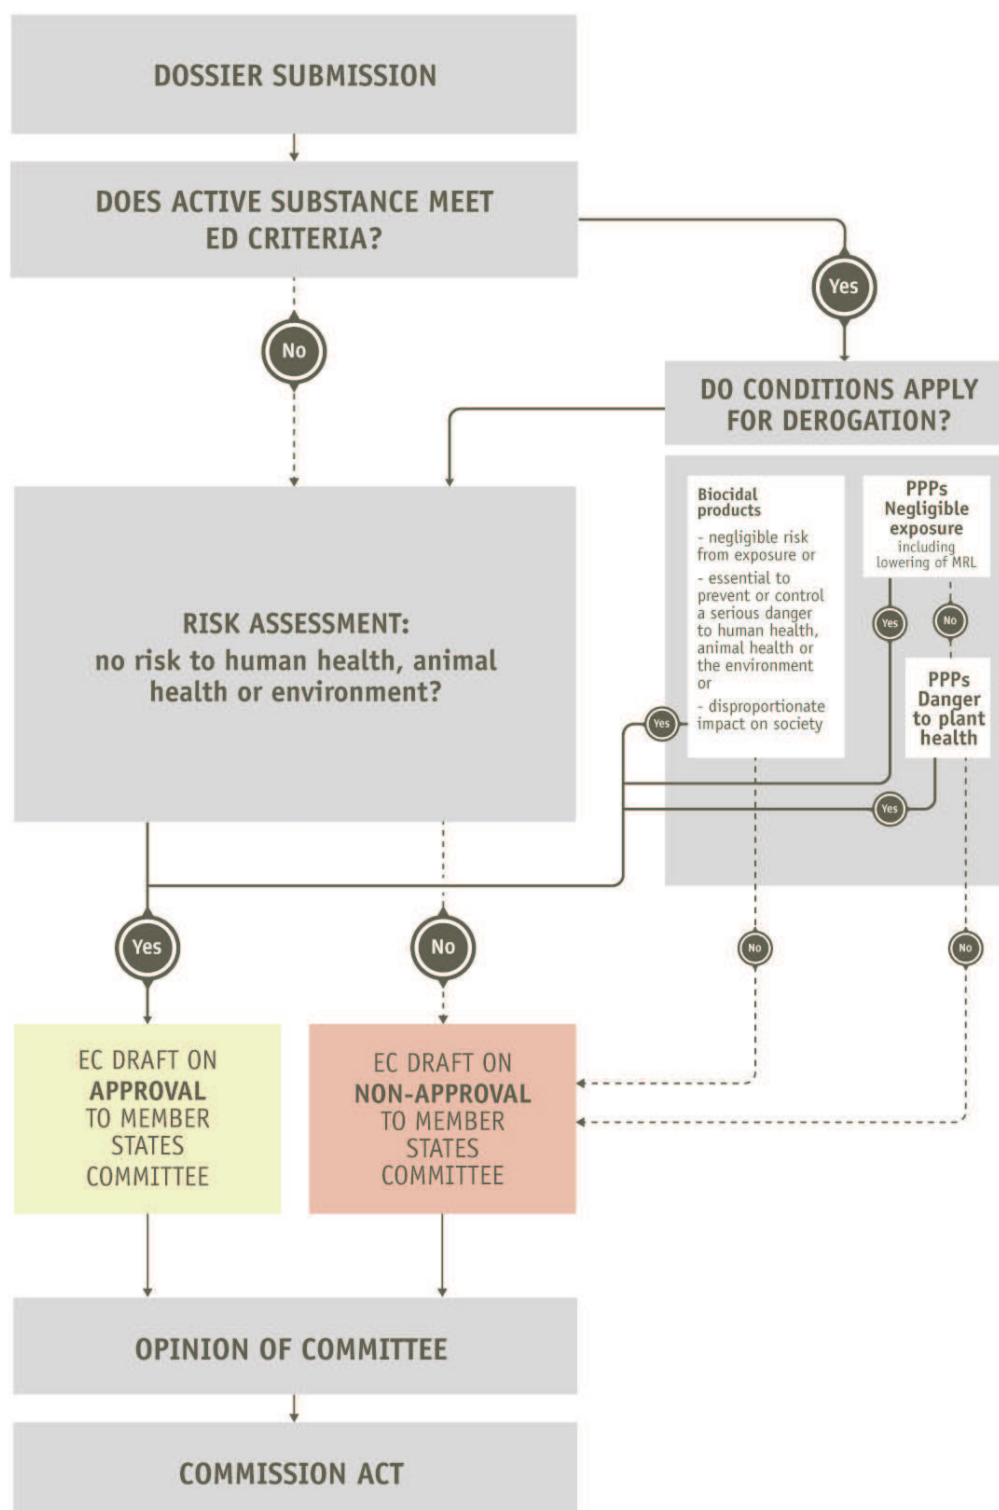 DOSSIER SUBMISSION
DOES ACTIVE SUBSTANCE MEET
ED CRITERIA?
Yes
No
DO CONDITIONS APPLY
FOR DEROGATION?
Biocidal
products
- negligible risk
from exposure or
- essential to
prevent or control
a serious danger
to human health,
animal health or
the environment
or
- disproportionate
impact on society
PPPs
Negligible
exposure
including
lowering of MRL
Yes
No
PPPs
Danger
to plant
health
Yes
Yes
RISK ASSESSMENT:
no risk to human health, animal
health or environment?
Yes
No
No
No
EC DRAFT ON
APPROVAL
TO MEMBER
STATES
COMMITTEE
EC DRAFT ON
NON-APPROVAL
TO MEMBER
STATES
COMMITTEE
OPINION OF COMMITTEE
COMMISSION ACT